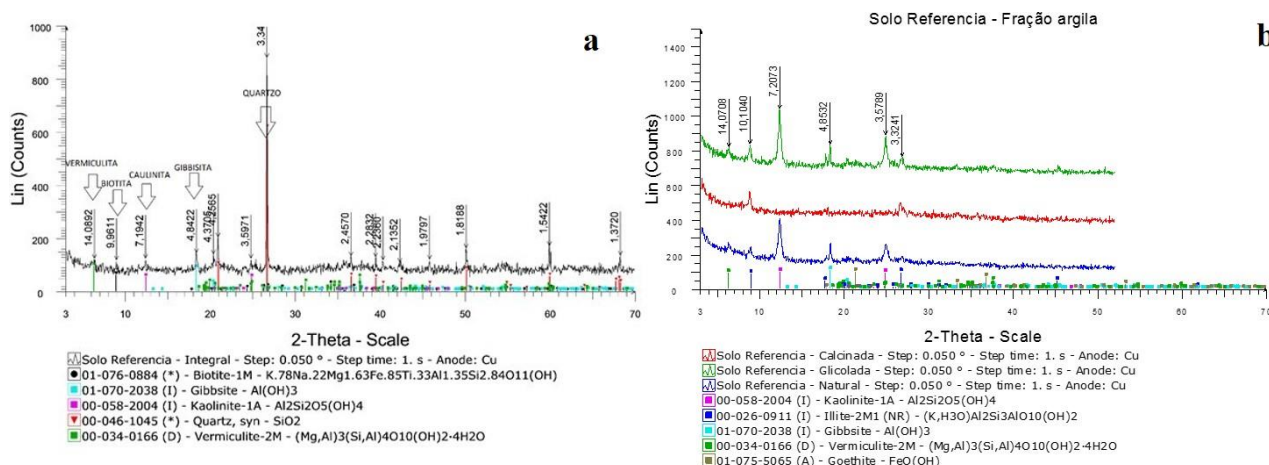 a
1000
800
600
400
200
0
Lin (Counts)
VERMICULITA
BIOTITA
CAULINITA
GIBBISITA
QUARTZO
14.0892
9,9611
7,1942
4,8422
4,3706
4,2565
3,5971
3.34
2.4570
2.2832
2.1352
1,9797
1,8188
1,5422
1,3720
3 10 20 30 40 50 60 70
2-Theta - Scale
Solo Referencia - Integral - Step: 0.050 ° - Step time: 1. s - Anode: Cu
01-076-0884 (*) - Biotite-1M - K.78Na.22Mg1.63Fe.85Ti.33Al1.35Si2.84O11(OH)
01-070-2038 (I) - Gibbsite - Al(OH)3
00-058-2004 (I) - Kaolinite-1A - Al2Si2O5(OH)4
00-046-1045 (*) - Quartz, syn - SiO2
00-034-0166 (D) - Vermiculite-2M - (Mg,Al)3(Si,Al)4O10(OH)2·4H2O
Solo Referencia - Fração argila
b
1400
1200
1000
800
600
400
200
0
Lin (Counts)
14,0708
10,1040
7,2073
4,8532
3,5789
3,3241
3 10 20 30 40 50 60 70
2-Theta - Scale
Solo Referencia - Calcinada - Step: 0.050 ° - Step time: 1. s - Anode: Cu
Solo Referencia - Glicolada - Step: 0.050 ° - Step time: 1. s - Anode: Cu
Solo Referencia - Natural - Step: 0.050 ° - Step time: 1. s - Anode: Cu
00-058-2004 (I) - Kaolinite-1A - Al2Si2O5(OH)4
00-026-0911 (I) - Illite-2M1 (NR) - (K,H3O)Al2Si3AlO10(OH)2
01-070-2038 (I) - Gibbsite - Al(OH)3
00-034-0166 (D) - Vermiculite-2M - (Mg,Al)3(Si,Al)4O10(OH)2·4H2O
01-075-5065 (A) - Goethite - FeO(OH)